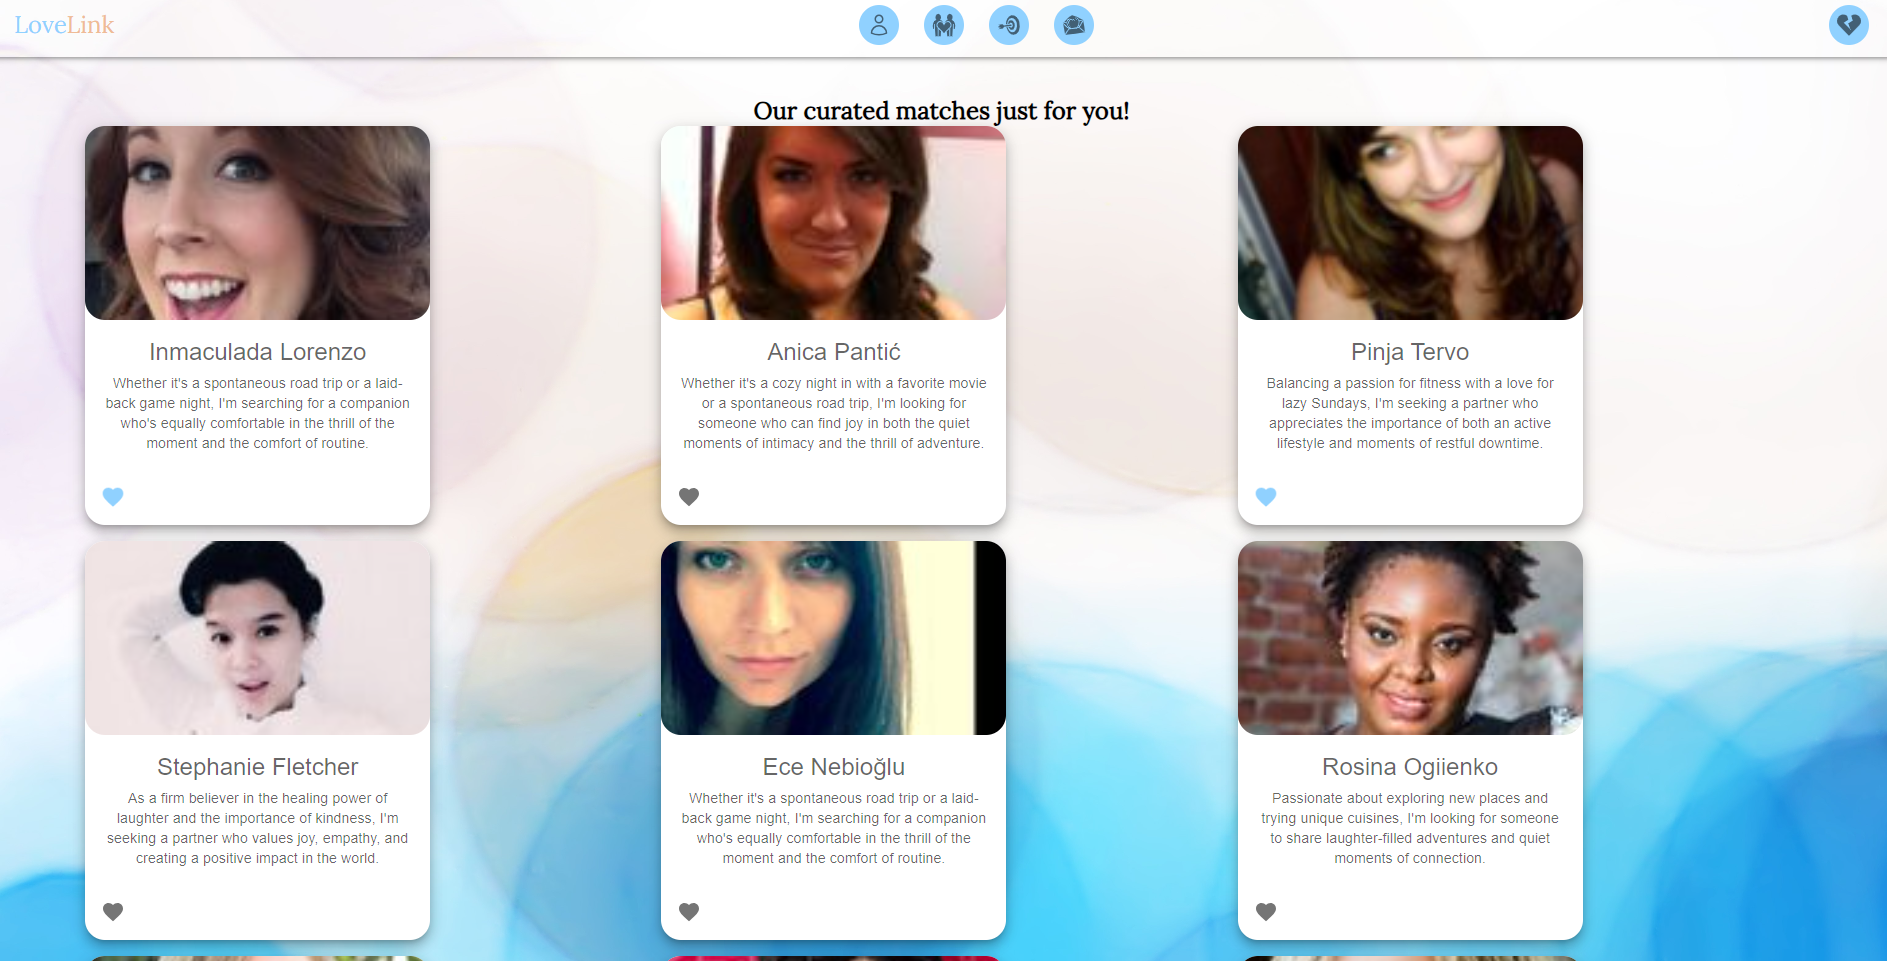 LoveLink
Our curated matches just for you!
Inmaculada Lorenzo
Whether it's a spontaneous road trip or a laid-
back game night, I'm searching for a companion
who's equally comfortable in the thrill of the
moment and the comfort of routine.
Anica Pantić
Whether it's a cozy night in with a favorite movie
or a spontaneous road trip, I'm looking for
someone who can find joy in both the quiet
moments of intimacy and the thrill of adventure.
Pinja Tervo
Balancing a passion for fitness with a love for
lazy Sundays, I'm seeking a partner who
appreciates the importance of both an active
lifestyle and moments of restful downtime.
Stephanie Fletcher
As a firm believer in the healing power of
laughter and the importance of kindness, I'm
seeking a partner who values joy, empathy, and
creating a positive impact in the world.
Ece Nebioğlu
Whether it's a spontaneous road trip or a laid-
back game night, I'm searching for a companion
who's equally comfortable in the thrill of the
moment and the comfort of routine.
Rosina Ogiienko
Passionate about exploring new places and
trying unique cuisines, I'm looking for someone
to share laughter-filled adventures and quiet
moments of connection.